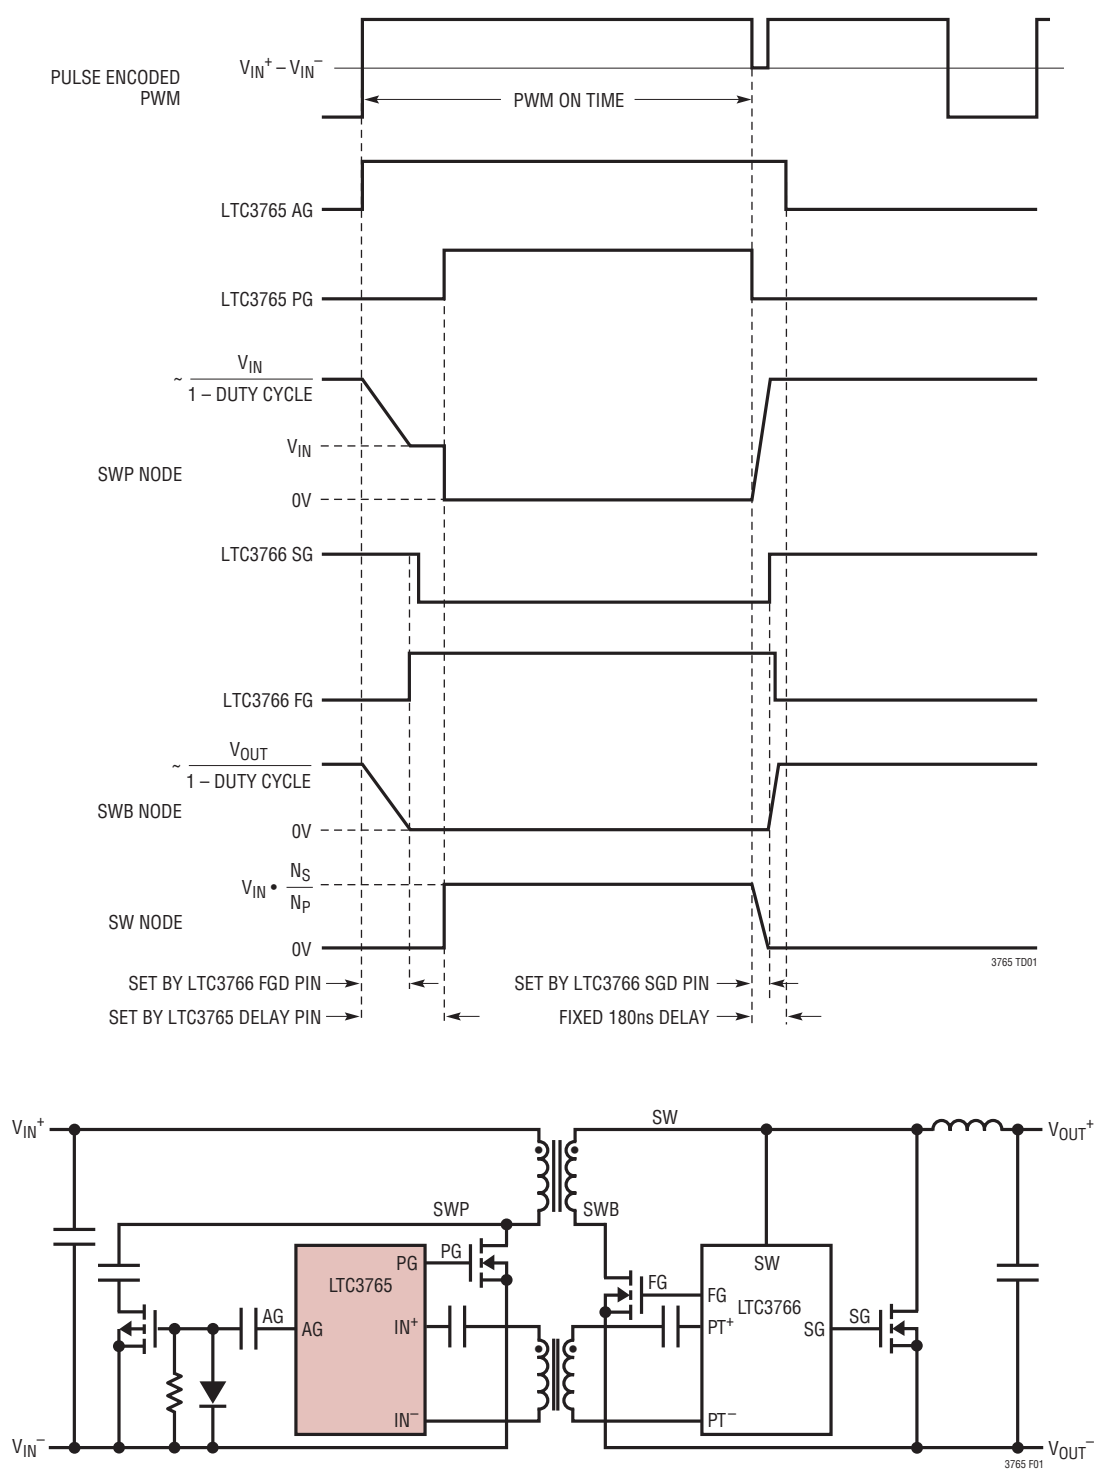 PULSE ENCODED
PWM
VIN+ – VIN–
PWM ON TIME
LTC3765 AG
LTC3765 PG
~ VIN
1 – DUTY CYCLE
VIN
SWP NODE
0V
LTC3766 SG
LTC3766 FG
~ VOUT
1 – DUTY CYCLE
SWB NODE
0V
VIN • NS
NP
SW NODE
0V
3765 TD01
SET BY LTC3766 FGD PIN
SET BY LTC3766 SGD PIN
SET BY LTC3765 DELAY PIN
FIXED 180ns DELAY
VIN+
SW
VOUT+
SWP
SWB
PG
PG
LTC3765
SW
FG
FG
LTC3766
AG
AG
IN+
PT+
SG
SG
IN–
PT–
VIN–
VOUT–
3765 F01